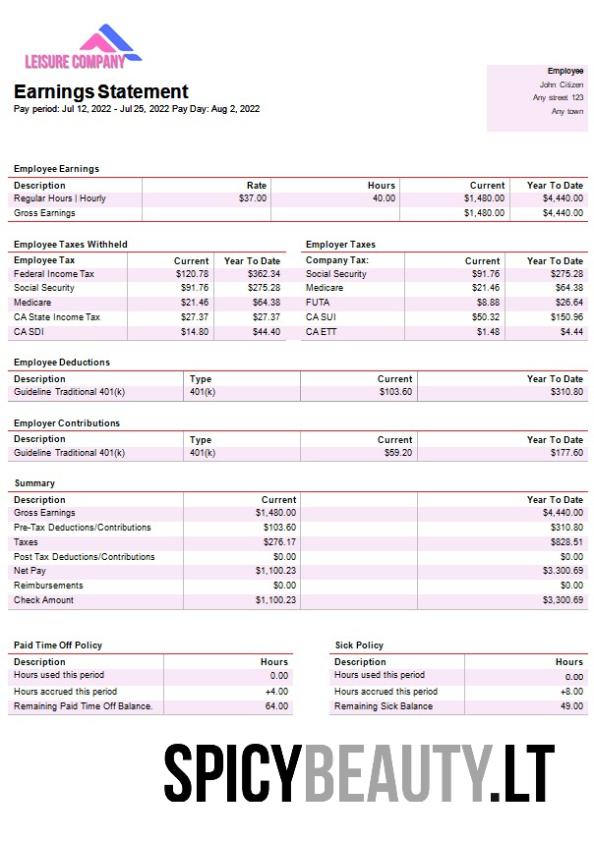 LEISURE COMPANY
Earnings Statement
Pay period: Jul 12, 2022 - Jul 25, 2022 Pay Day: Aug 2, 2022
Employee
John Citizen
Any street 123
Any town
Employee Earnings
Description Rate Hours Current Year To Date
Regular Hours | Hourly $37.00 40.00 $1,480.00 $4,440.00
Gross Earnings $1,480.00 $4,440.00
Employee Taxes Withheld
Employee Tax Current Year To Date
Federal Income Tax $120.78 $362.34
Social Security $91.76 $275.28
Medicare $21.46 $64.38
CA State Income Tax $27.37 $27.37
CA SDI $14.80 $44.40
Employer Taxes
Company Tax: Current Year To Date
Social Security $91.76 $275.28
Medicare $21.46 $64.38
FUTA $8.88 $26.64
CA SUI $50.32 $150.96
CA ETT $1.48 $4.44
Employee Deductions
Description Type Current Year To Date
Guideline Traditional 401(k) 401(k) $103.60 $310.80
Employer Contributions
Description Type Current Year To Date
Guideline Traditional 401(k) 401(k) $59.20 $177.60
Summary
Description Current Year To Date
Gross Earnings $1,480.00 $4,440.00
Pre-Tax Deductions/Contributions $103.60 $310.80
Taxes $276.17 $828.51
Post Tax Deductions/Contributions $0.00 $0.00
Net Pay $1,100.23 $3.300.69
Reimbursements $0.00 $0.00
Check Amount $1,100.23 $3,300.69
Paid Time Off Policy
Description Hours
Hours used this period 0.00
Hours accrued this period +4.00
Remaining Paid Time Off Balance. 64.00
Sick Policy
Description Hours
Hours used this period 0.00
Hours accrued this period +8.00
Remaining Sick Balance 49.00
SPICYBEAUTY.LT